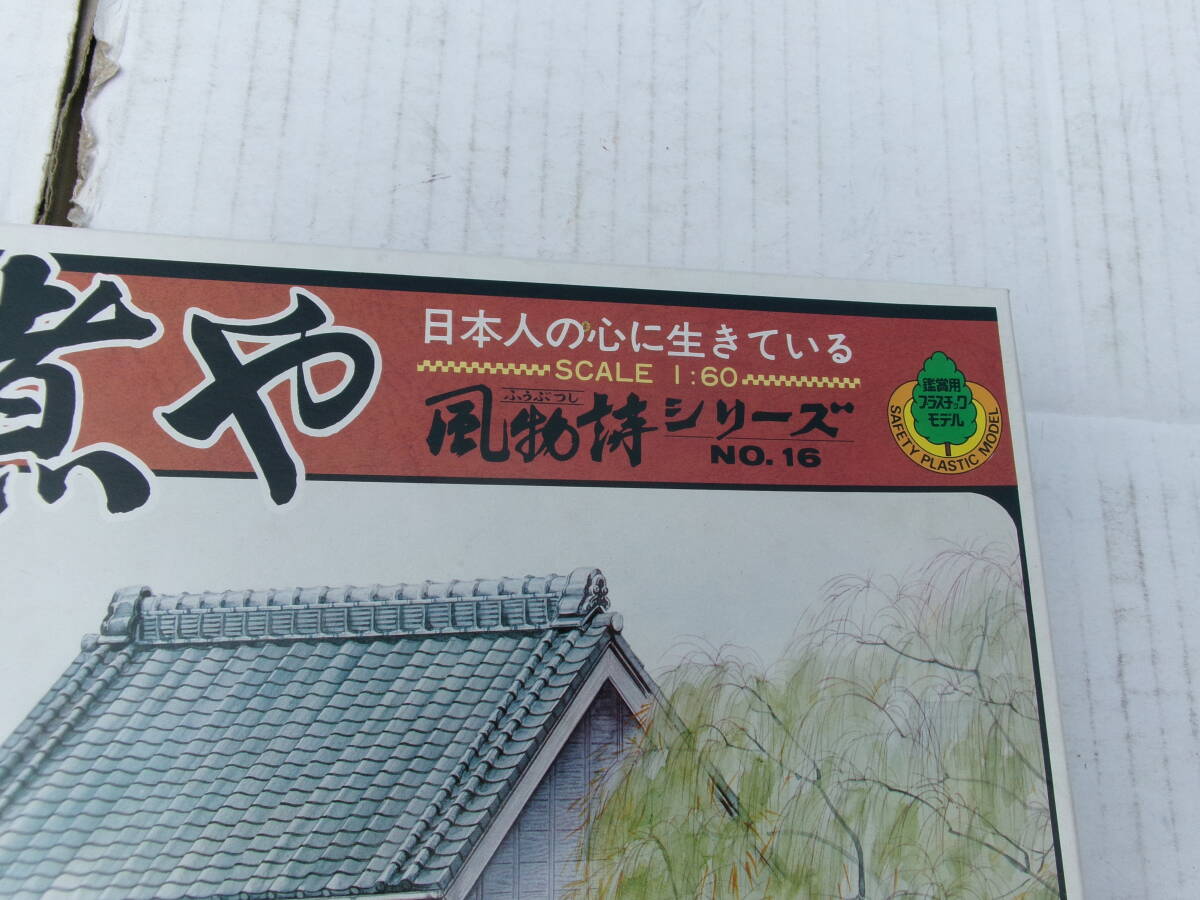 煮や
日本人の心に生きている
SCALE 1:60
ふうぶつし
風物詩シリーズ
NO. 16
鑑賞用
プラスチック
モデル
SAFETY PLASTIC MODEL